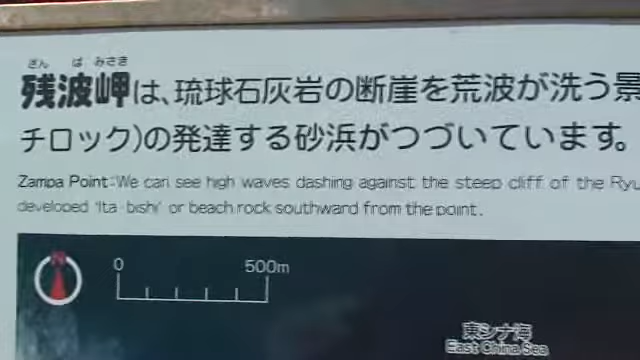 ざん ば みさき
残波岬は、琉球石灰岩の断崖を荒波が洗う景
チロック)の発達する砂浜がつづいています。
Zampa Point:We can see high waves dashing against the steep cliff of the Ryu
developed 'Ita-bishi' or beach rock southward from the point.
N
0 500m
東シナ海
East China Sea